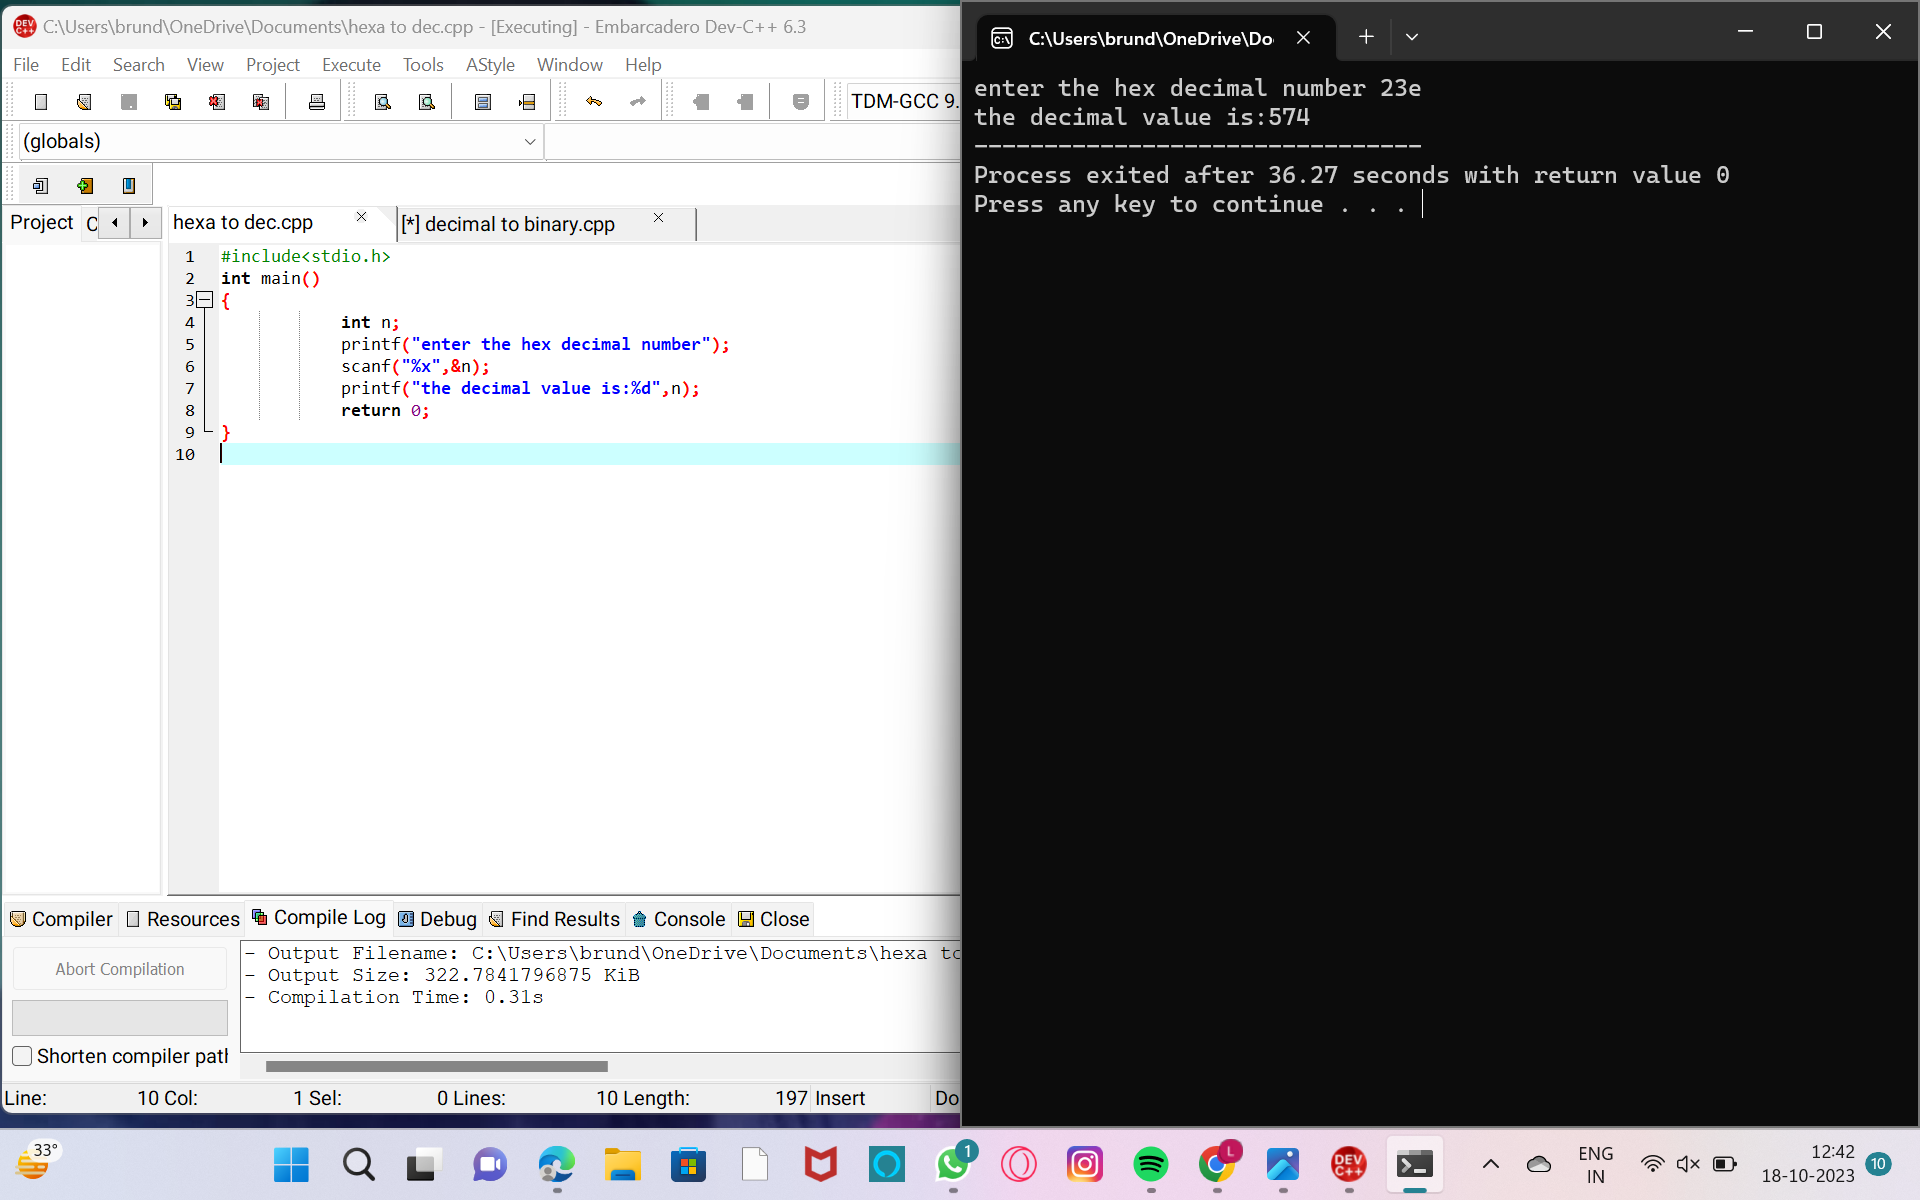 C:\Users\brund\OneDrive\Documents\hexa to dec.cpp - [Executing] - Embarcadero Dev-C++ 6.3
File Edit Search View Project Execute Tools AStyle Window Help
TDM-GCC 9.
(globals)
Project C
hexa to dec.cpp
[*] decimal to binary.cpp
1 #include<stdio.h>
2 int main()
3 {
4 int n;
5 printf("enter the hex decimal number");
6 scanf("%x",&n);
7 printf("the decimal value is:%d",n);
8 return 0;
9 }
10
Compiler Resources Compile Log Debug Find Results Console Close
Abort Compilation
Shorten compiler path
- Output Filename: C:\Users\brund\OneDrive\Documents\hexa to
- Output Size: 322.7841796875 KiB
- Compilation Time: 0.31s
Line: 10 Col: 1 Sel: 0 Lines: 10 Length: 197 Insert Do
C:\Users\brund\OneDrive\Do
enter the hex decimal number 23e
the decimal value is:574
--------------------------------
Process exited after 36.27 seconds with return value 0
Press any key to continue . . .
33°
1
L
DEV
C++
ENG
IN
12:42
18-10-2023
10